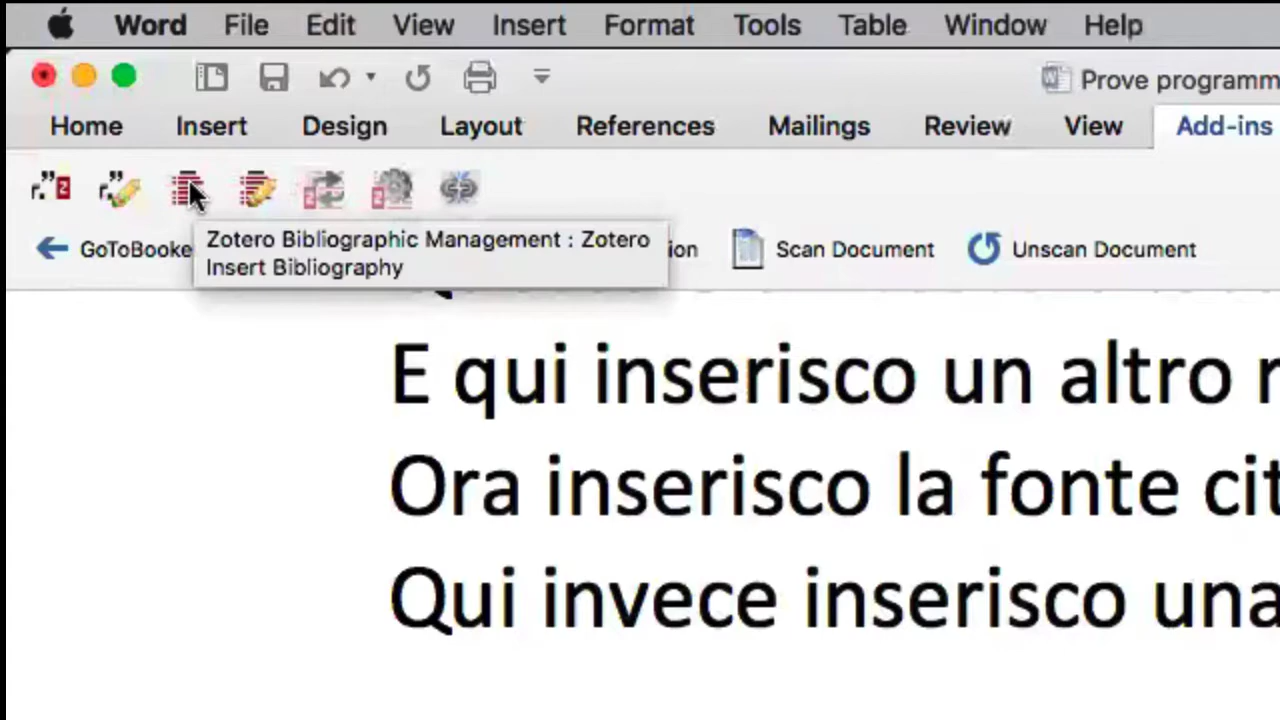 Word File Edit View Insert Format Tools Table Window Help
Prove programm
Home Insert Design Layout References Mailings Review View Add-ins
Zotero Bibliographic Management : Zotero
Insert Bibliography
GoToBooke ion Scan Document Unscan Document
E qui inserisco un altro r
Ora inserisco la fonte cit
Qui invece inserisco una